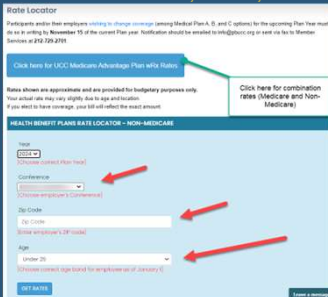 Rate Locator
Participants and/or their employers wishing to change coverage (among Medical Plan A, B, and C options) for the upcoming Plan Year must
do so in writing by November 15 of the current Plan year. Notification should be emailed to info@pbucc.org or sent via fax to Member
Services at 212.729.2701.
Click here for UCC Medicare Advantage Plan wRx Rates
Click here for combination
rates (Medicare and Non-
Medicare)
Rates shown are approximate and are provided for budgetary purposes only.
Your actual rate may vary slightly due to age and location.
If you elect to have coverage, your bill will reflect the exact amount.
HEALTH BENEFIT PLANS RATE LOCATOR - NON-MEDICARE
Year
2024
(Choose correct Plan Year)
Conference
(Choose employer's Conference)
Zip Code
Zip Code
(Enter employer's ZIP code)
Age
Under 25
(Choose correct age band for employee as of January 1)
GET RATES
Leave a message